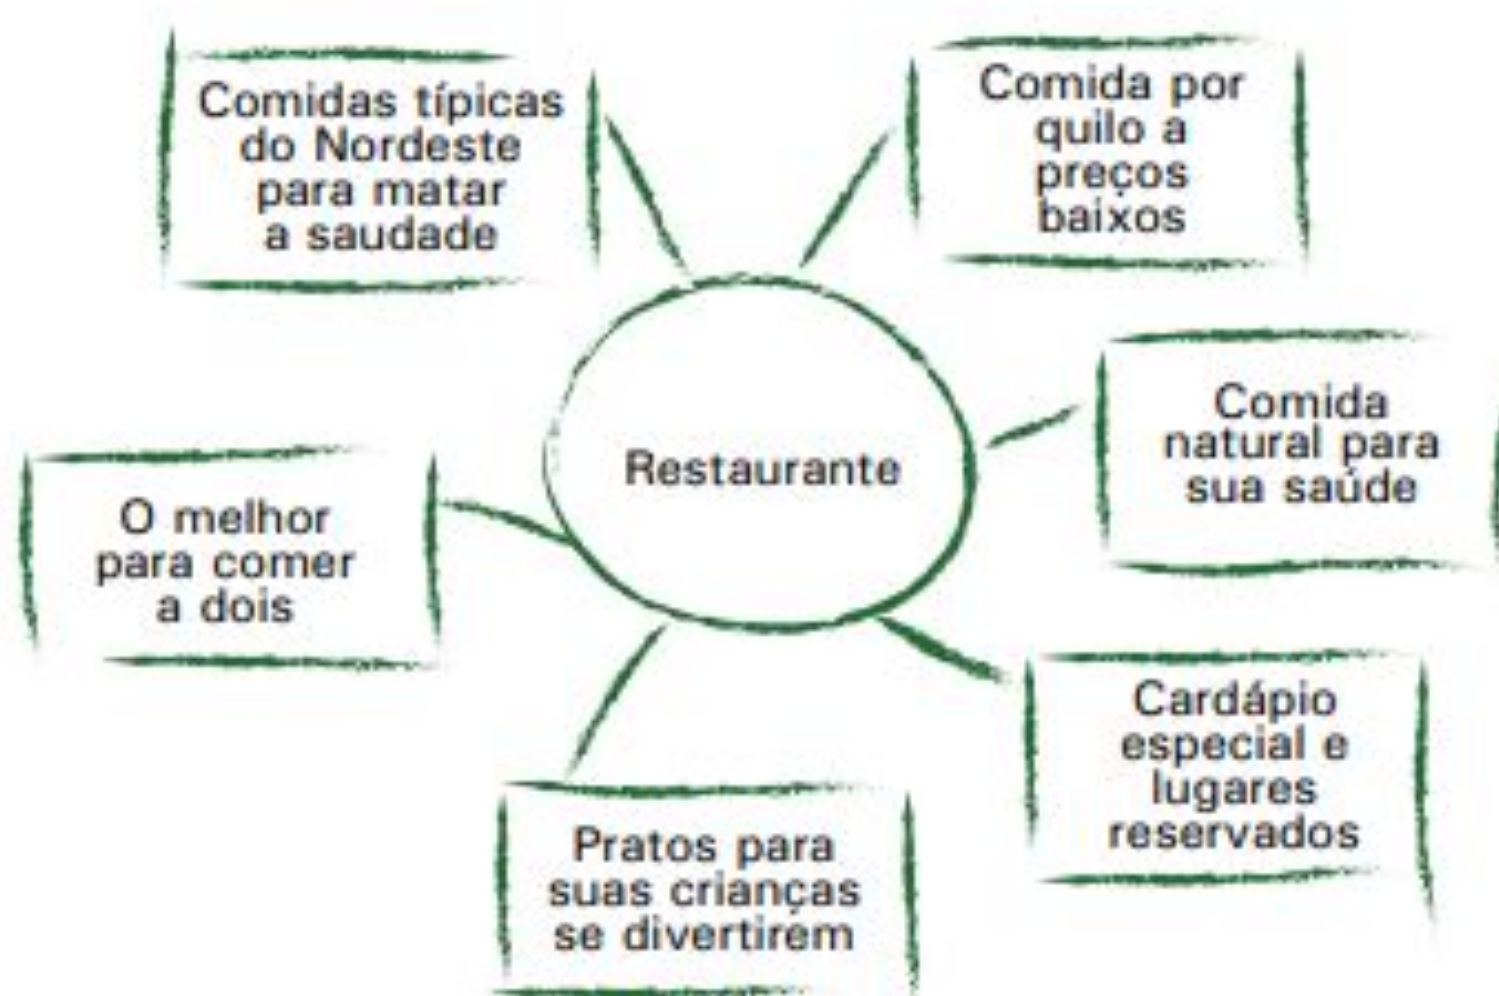 Comidas típicas
do Nordeste
para matar
a saudade
Comida por
quilo a
preços
baixos
Comida
natural para
sua saúde
Restaurante
O melhor
para comer
a dois
Cardápio
especial e
lugares
reservados
Pratos para
suas crianças
se divertirem